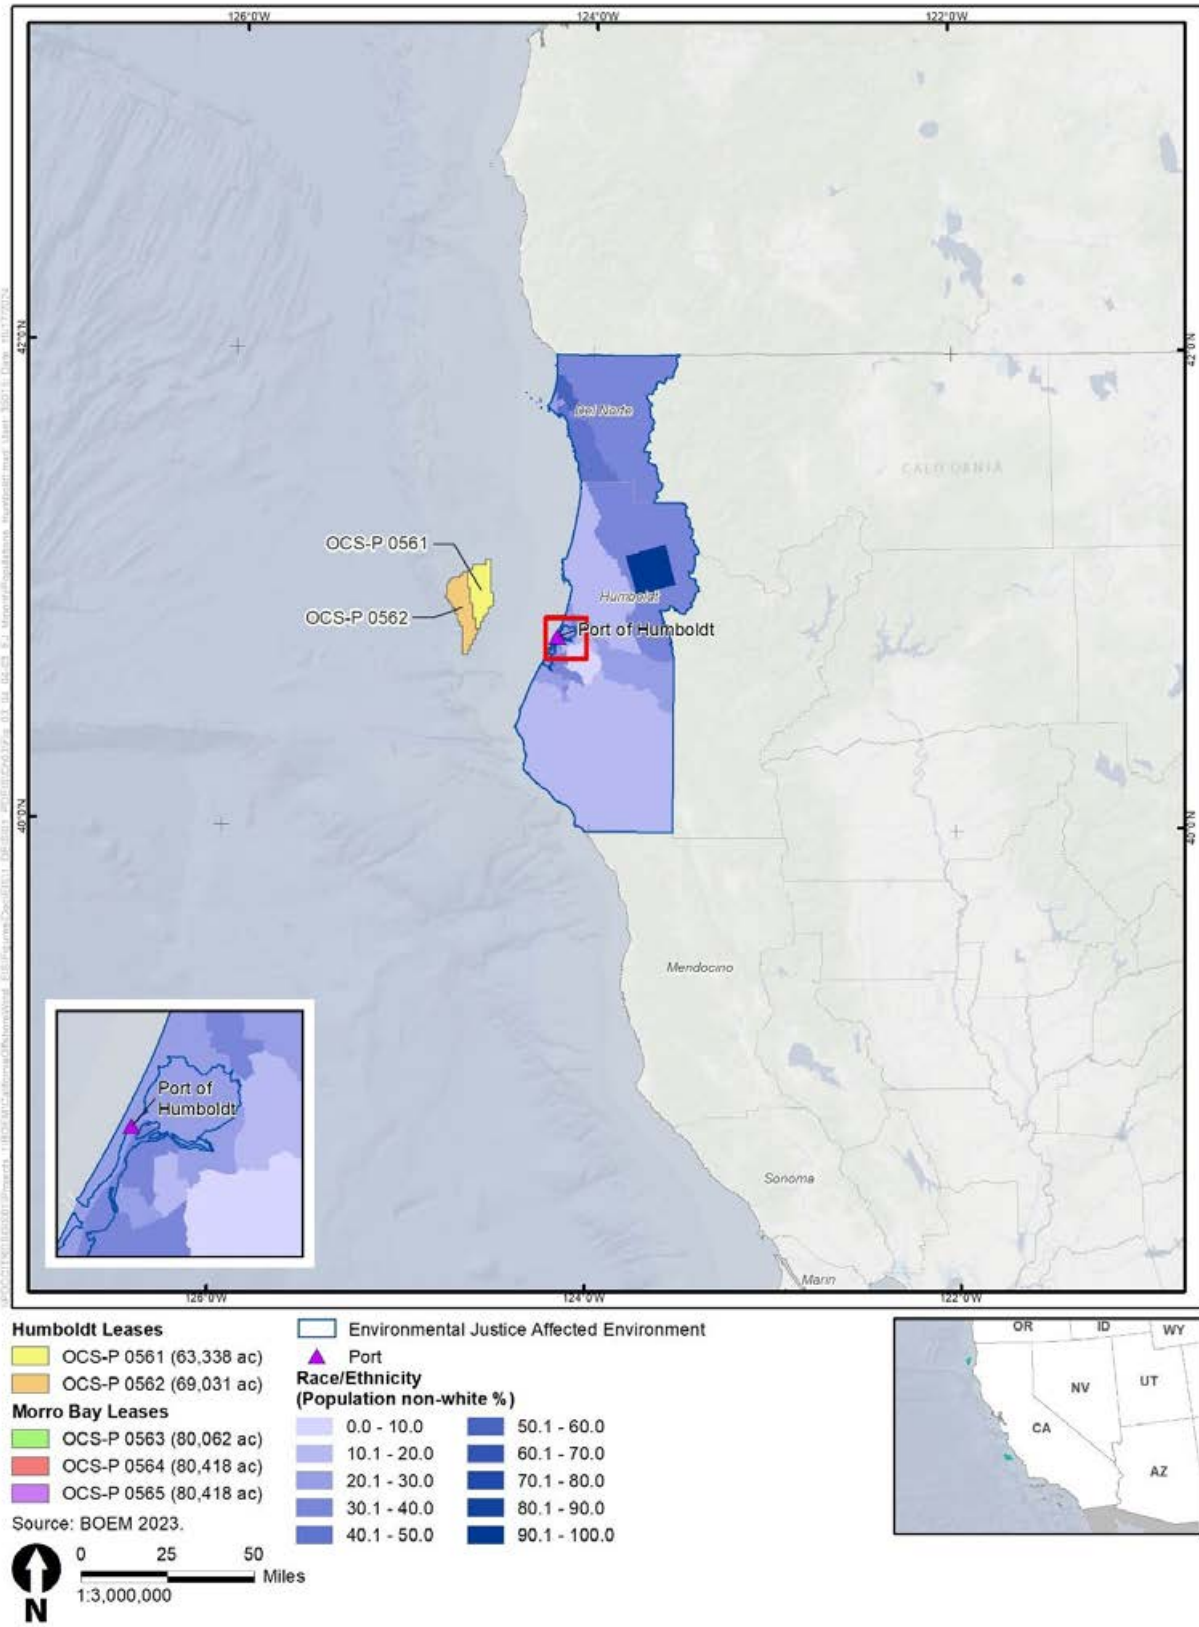 126°0'W
124°0'W
122°0'W
42°0'N
42°0'N
Del Norte
CALIFORNIA
OCS-P 0561
OCS-P 0562
Humboldt
Port of Humboldt
40°0'N
40°0'N
Mendocino
Port of
Humboldt
Sonoma
Marin
126°0'W
124°0'W
122°0'W
Humboldt Leases
OCS-P 0561 (63,338 ac)
OCS-P 0562 (69,031 ac)
Morro Bay Leases
OCS-P 0563 (80,062 ac)
OCS-P 0564 (80,418 ac)
OCS-P 0565 (80,418 ac)
Source: BOEM 2023.
0 25 50
Miles
1:3,000,000
N
Environmental Justice Affected Environment
Port
Race/Ethnicity
(Population non-white %)
0.0 - 10.0
10.1 - 20.0
20.1 - 30.0
30.1 - 40.0
40.1 - 50.0
50.1 - 60.0
60.1 - 70.0
70.1 - 80.0
80.1 - 90.0
90.1 - 100.0
OR
ID
WY
NV
UT
CA
AZ